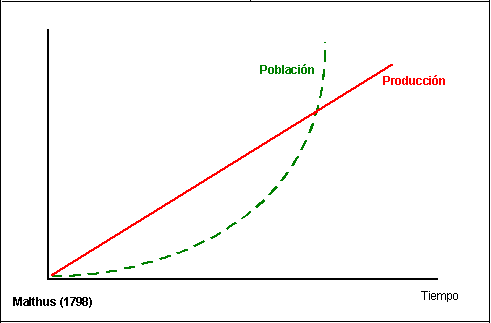 Población
Producción
Tiempo
Malthus (1798)